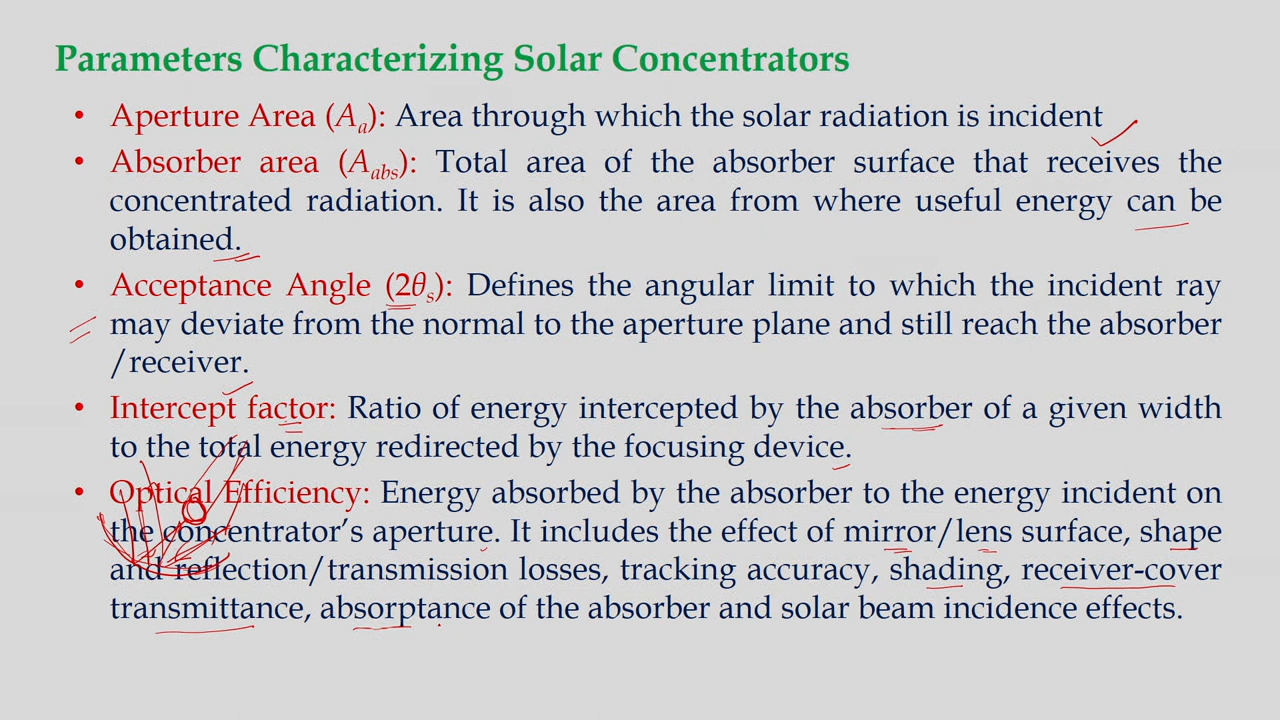 Parameters Characterizing Solar Concentrators
• Aperture Area (Aa): Area through which the solar radiation is incident
• Absorber area (Aabs): Total area of the absorber surface that receives the
concentrated radiation. It is also the area from where useful energy can be
obtained.
• Acceptance Angle (2θs): Defines the angular limit to which the incident ray
may deviate from the normal to the aperture plane and still reach the absorber
/receiver.
• Intercept factor: Ratio of energy intercepted by the absorber of a given width
to the total energy redirected by the focusing device.
• Optical Efficiency: Energy absorbed by the absorber to the energy incident on
the concentrator’s aperture. It includes the effect of mirror/lens surface, shape
and reflection/transmission losses, tracking accuracy, shading, receiver-cover
transmittance, absorptance of the absorber and solar beam incidence effects.